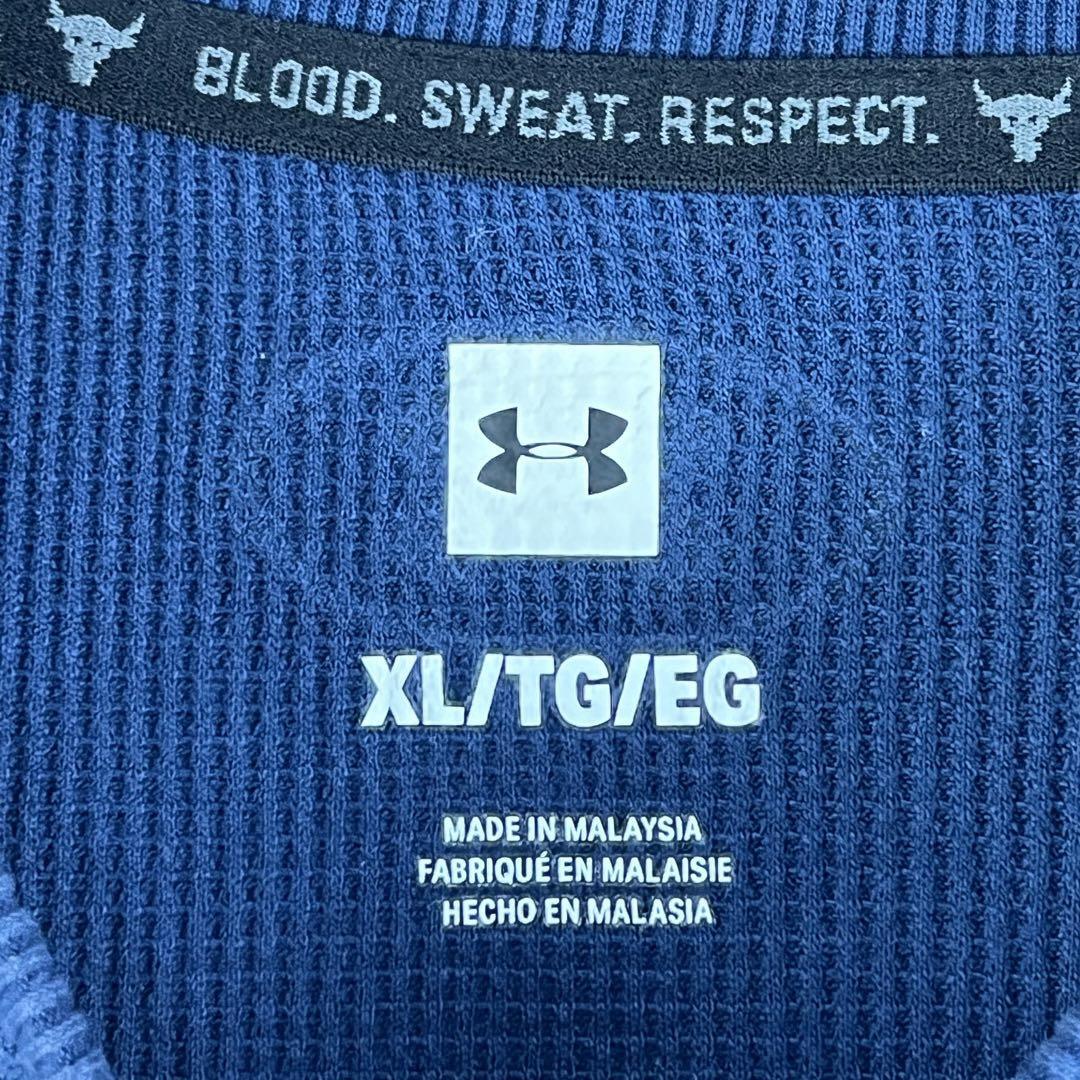 BLOOD. SWEAT. RESPECT.
XL/TG/EG
MADE IN MALAYSIA
FABRIQUÉ EN MALAISIE
HECHO EN MALASIA